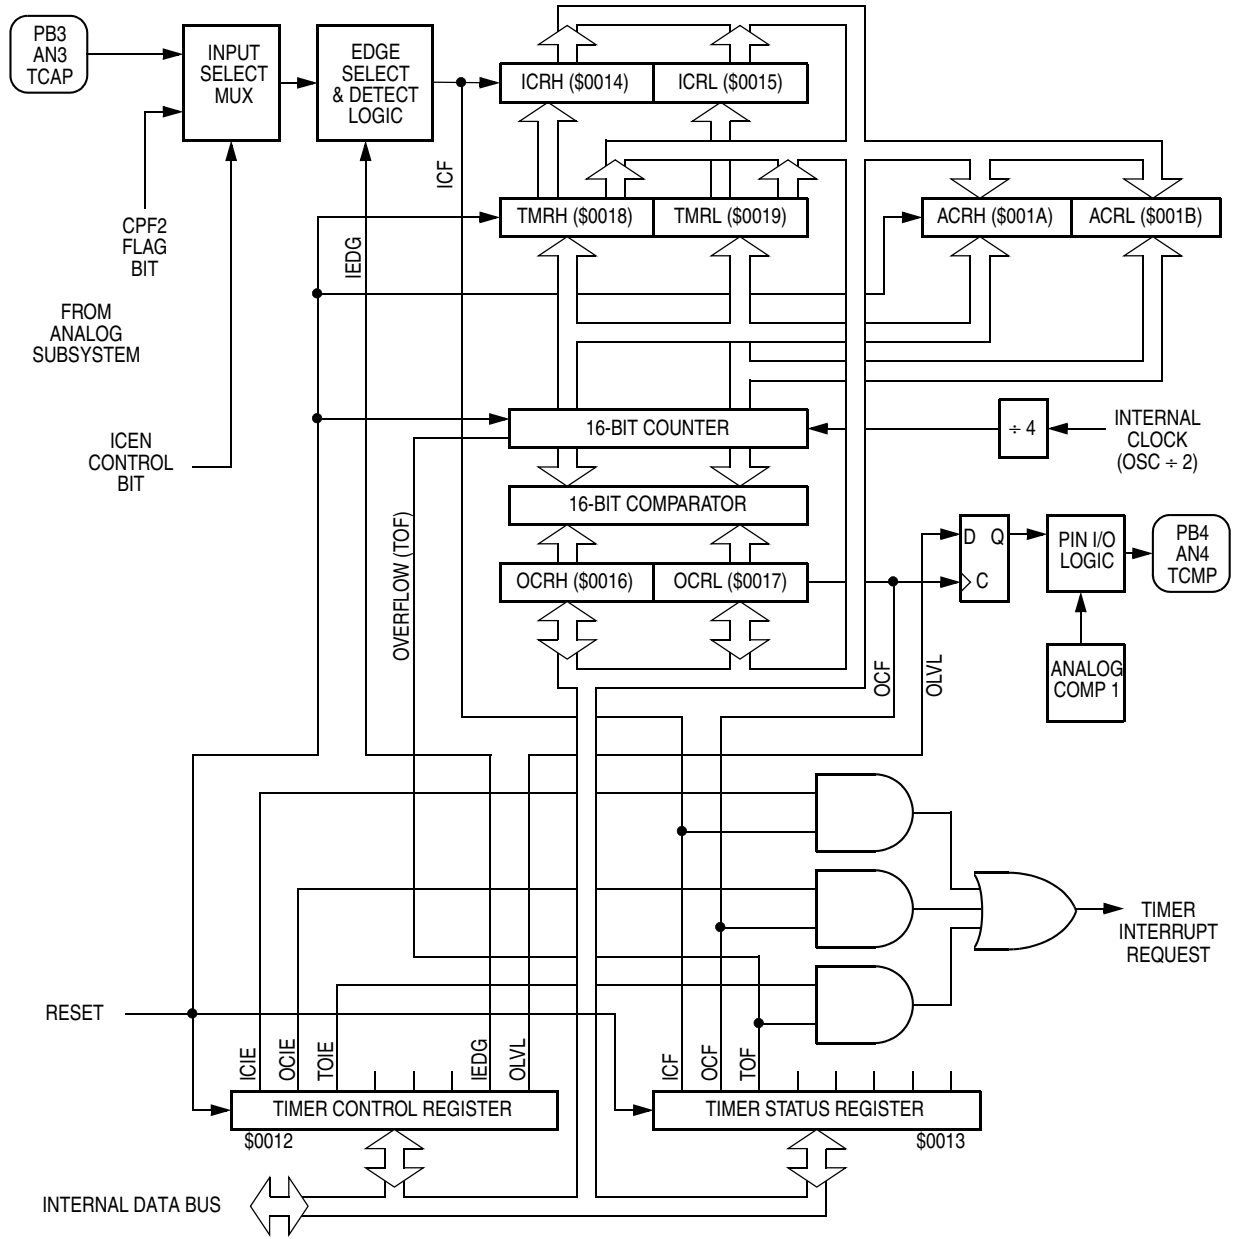 PB3
AN3
TCAP
INPUT
SELECT
MUX
EDGE
SELECT
& DETECT
LOGIC
ICRH ($0014)
ICRL ($0015)
ICF
TMRH ($0018)
TMRL ($0019)
ACRH ($001A)
ACRL ($001B)
CPF2
FLAG
BIT
IEDG
FROM
ANALOG
SUBSYSTEM
16-BIT COUNTER
÷ 4
INTERNAL
CLOCK
(OSC ÷ 2)
ICEN
CONTROL
BIT
16-BIT COMPARATOR
OVERFLOW (TOF)
D Q
C
PIN I/O
LOGIC
PB4
AN4
TCMP
OCRH ($0016)
OCRL ($0017)
OCF
OLVL
ANALOG
COMP 1
TIMER
INTERRUPT
REQUEST
RESET
ICIE
OCIE
TOIE
IEDG
OLVL
ICF
OCF
TOF
TIMER CONTROL REGISTER
TIMER STATUS REGISTER
$0012
$0013
INTERNAL DATA BUS